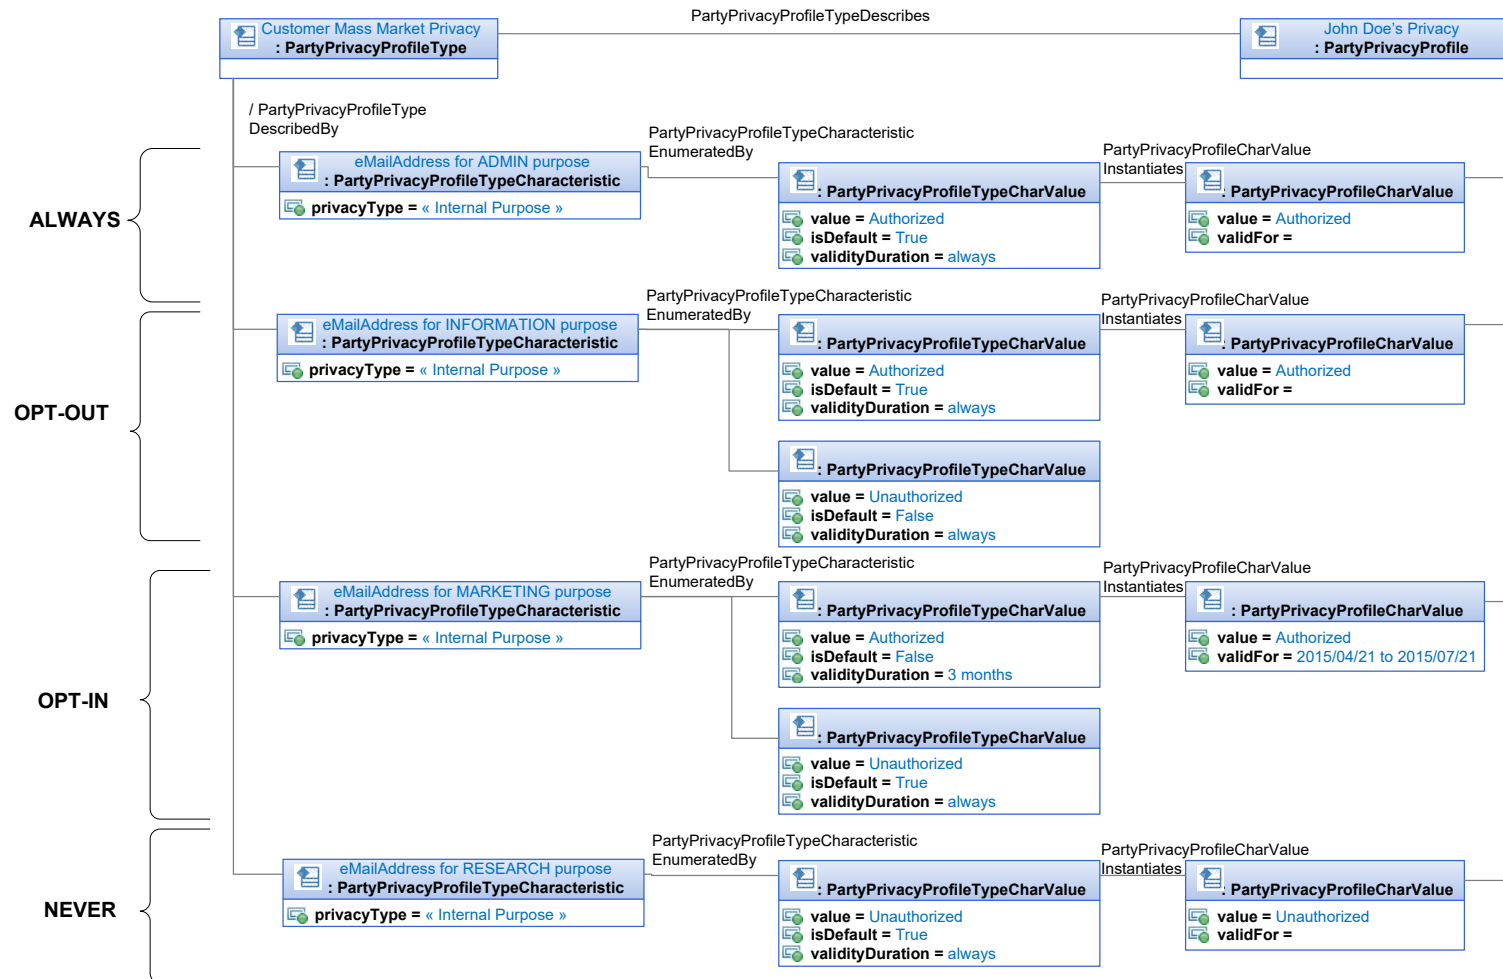 PartyPrivacyProfileTypeDescribes
Customer Mass Market Privacy
: PartyPrivacyProfileType
John Doe's Privacy
: PartyPrivacyProfile
/ PartyPrivacyProfileType
DescribedBy
ALWAYS
eMailAddress for ADMIN purpose
: PartyPrivacyProfileTypeCharacteristic
privacyType = « Internal Purpose »
PartyPrivacyProfileTypeCharacteristic
EnumeratedBy
: PartyPrivacyProfileTypeCharValue
value = Authorized
isDefault = True
validityDuration = always
PartyPrivacyProfileCharValue
Instantiates
: PartyPrivacyProfileCharValue
value = Authorized
validFor =
OPT-OUT
eMailAddress for INFORMATION purpose
: PartyPrivacyProfileTypeCharacteristic
privacyType = « Internal Purpose »
PartyPrivacyProfileTypeCharacteristic
EnumeratedBy
: PartyPrivacyProfileTypeCharValue
value = Authorized
isDefault = True
validityDuration = always
PartyPrivacyProfileCharValue
Instantiates
: PartyPrivacyProfileCharValue
value = Authorized
validFor =
: PartyPrivacyProfileTypeCharValue
value = Unauthorized
isDefault = False
validityDuration = always
OPT-IN
eMailAddress for MARKETING purpose
: PartyPrivacyProfileTypeCharacteristic
privacyType = « Internal Purpose »
PartyPrivacyProfileTypeCharacteristic
EnumeratedBy
: PartyPrivacyProfileTypeCharValue
value = Authorized
isDefault = False
validityDuration = 3 months
PartyPrivacyProfileCharValue
Instantiates
: PartyPrivacyProfileCharValue
value = Authorized
validFor = 2015/04/21 to 2015/07/21
: PartyPrivacyProfileTypeCharValue
value = Unauthorized
isDefault = True
validityDuration = always
NEVER
eMailAddress for RESEARCH purpose
: PartyPrivacyProfileTypeCharacteristic
privacyType = « Internal Purpose »
PartyPrivacyProfileTypeCharacteristic
EnumeratedBy
: PartyPrivacyProfileTypeCharValue
value = Unauthorized
isDefault = True
validityDuration = always
PartyPrivacyProfileCharValue
Instantiates
: PartyPrivacyProfileCharValue
value = Unauthorized
validFor =